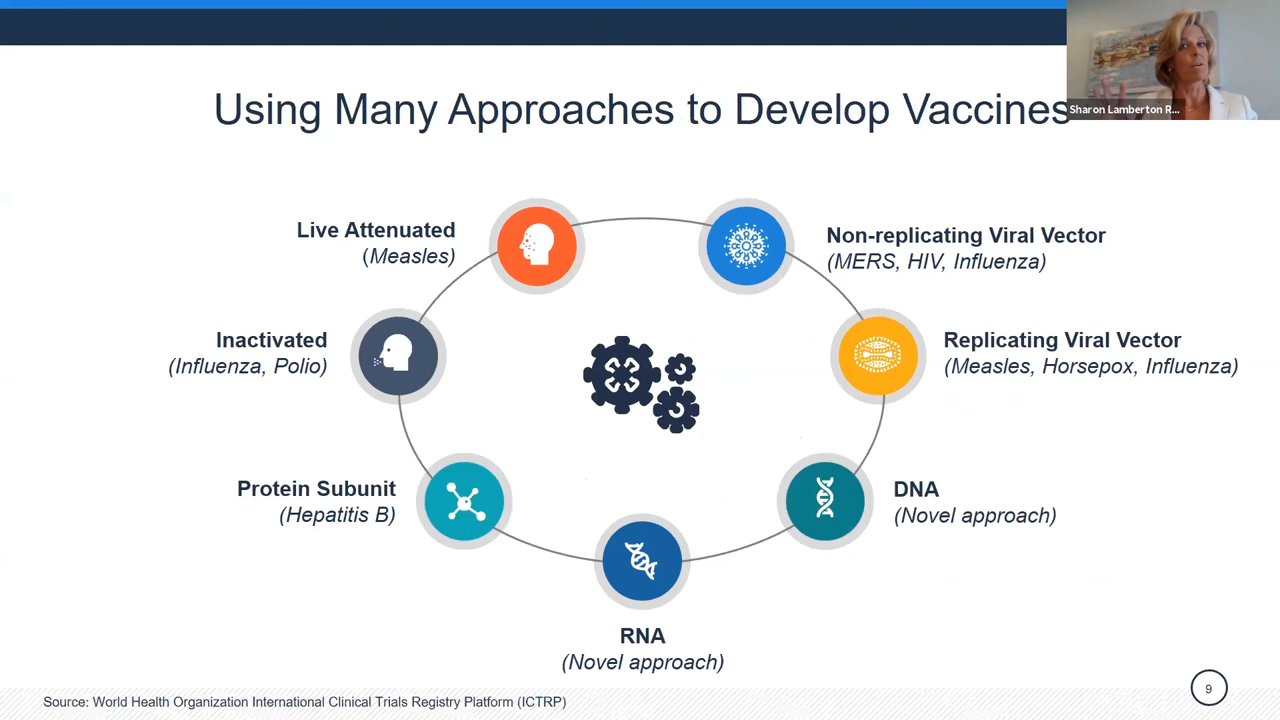 Using Many Approaches to Develop Vaccines
Sharon Lamberton R...
Live Attenuated
(Measles)
Non-replicating Viral Vector
(MERS, HIV, Influenza)
Inactivated
(Influenza, Polio)
Replicating Viral Vector
(Measles, Horsepox, Influenza)
Protein Subunit
(Hepatitis B)
DNA
(Novel approach)
RNA
(Novel approach)
Source: World Health Organization International Clinical Trials Registry Platform (ICTRP)
9